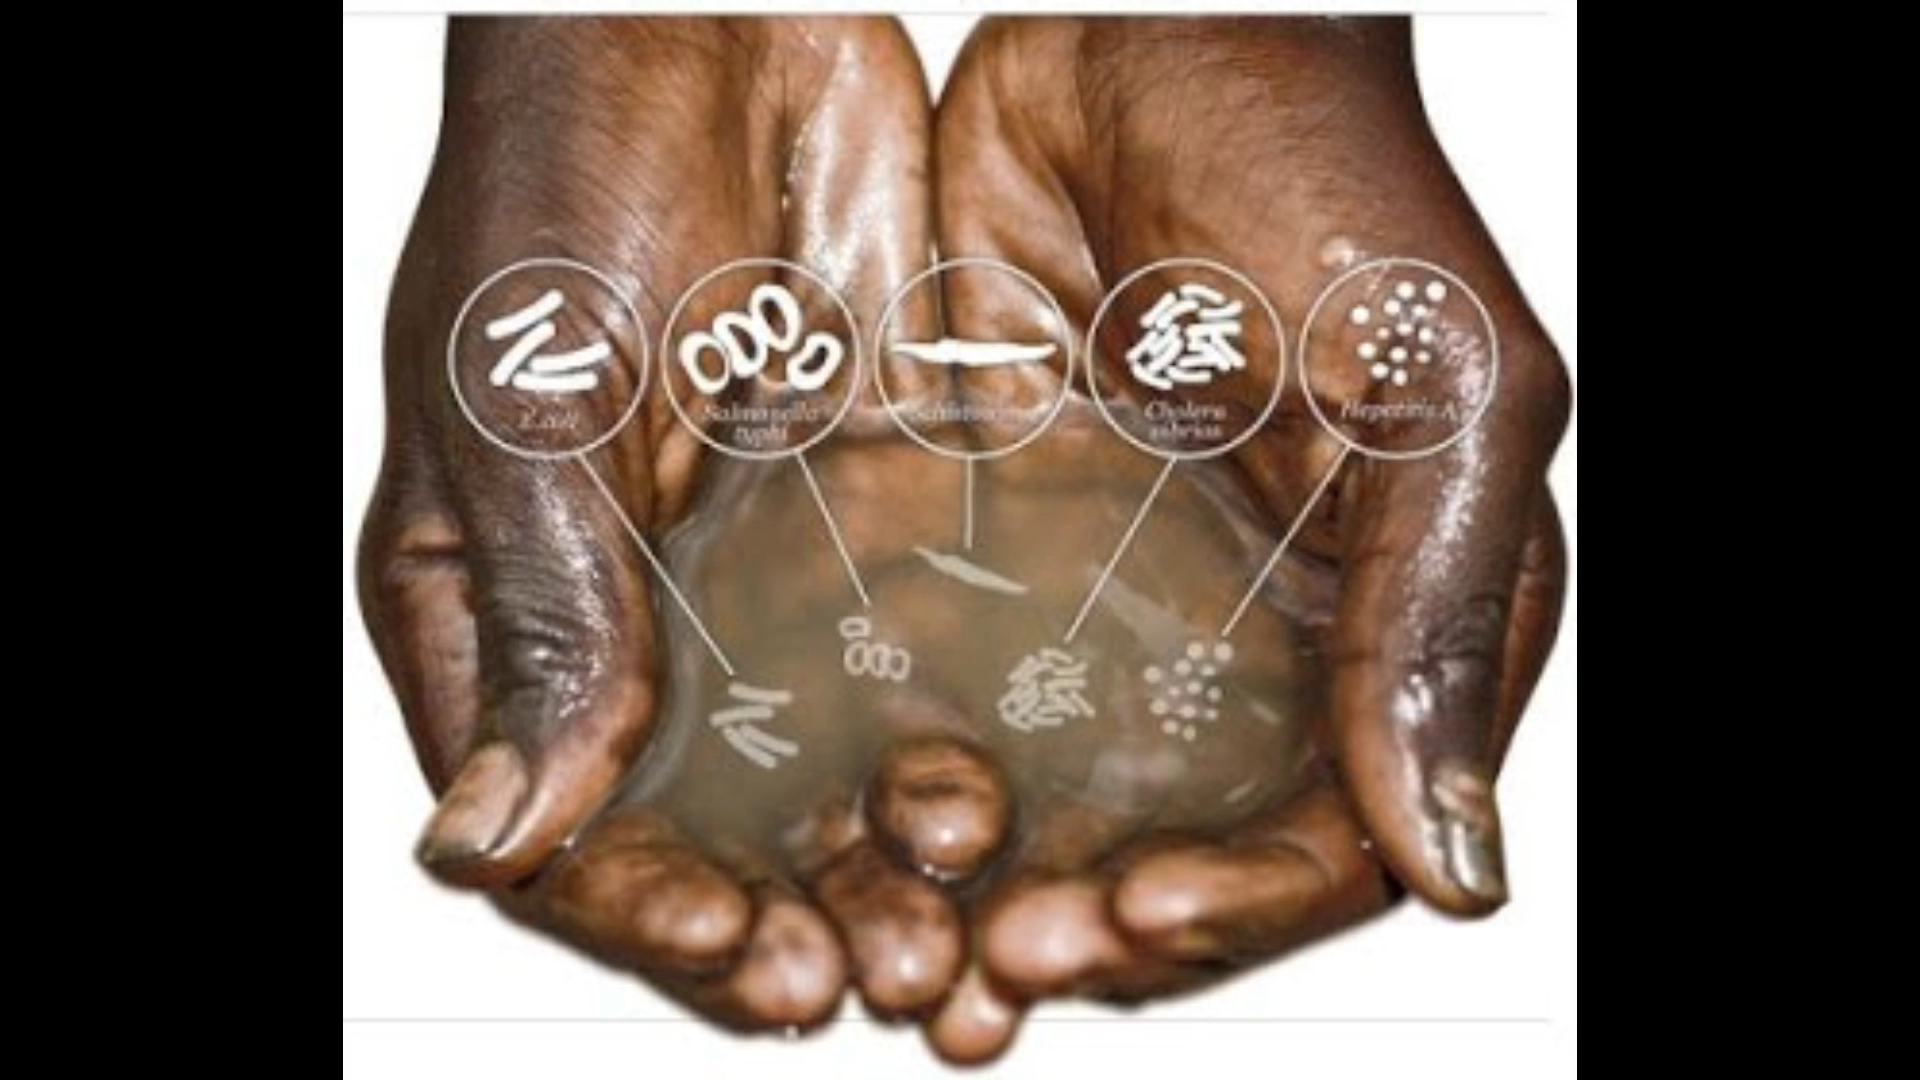 E.coli
Salmonella
typhi
Cholera
vibrios
Hepatitis A